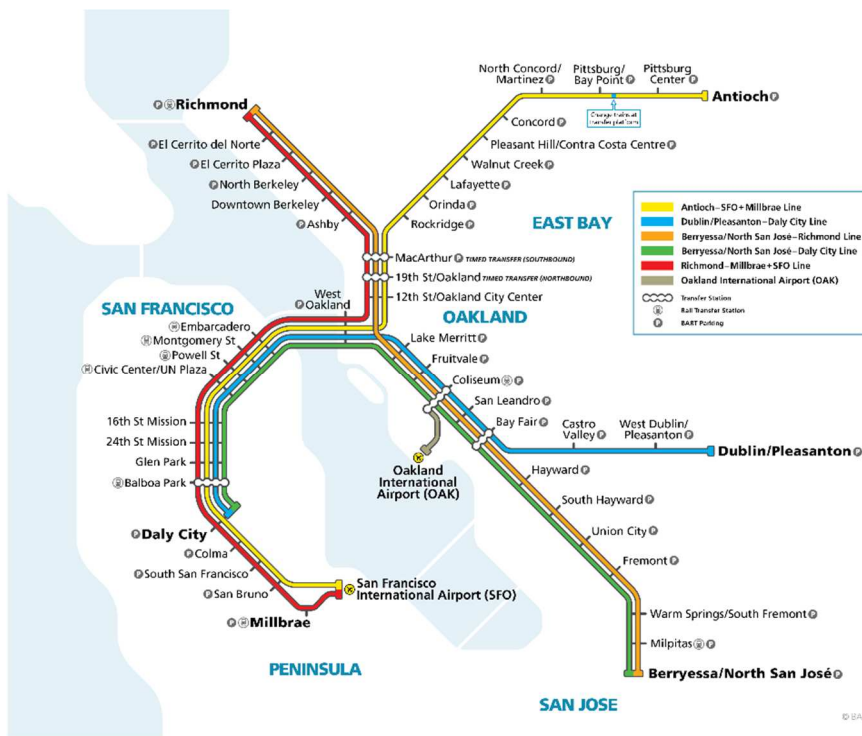 North Concord/
Martinez P
Pittsburg/
Bay Point P
Pittsburg
Center P
Antioch P
Change trains at
transfer platform
P Richmond
P El Cerrito del Norte
P El Cerrito Plaza
P North Berkeley
Downtown Berkeley
P Ashby
Concord P
Pleasant Hill/Contra Costa Centre P
Walnut Creek P
Lafayette P
Orinda P
Rockridge P
EAST BAY
Antioch–SFO+Millbrae Line
Dublin/Pleasanton–Daly City Line
Berryessa/North San José–Richmond Line
Berryessa/North San José–Daly City Line
Richmond–Millbrae+SFO Line
Oakland International Airport (OAK)
Transfer Station
Rail Transfer Station
P BART Parking
MacArthur P TIMED TRANSFER (SOUTHBOUND)
19th St/Oakland TIMED TRANSFER (NORTHBOUND)
12th St/Oakland City Center
West
P Oakland
SAN FRANCISCO
OAKLAND
Embarcadero
Montgomery St
Powell St
Civic Center/UN Plaza
16th St Mission
24th St Mission
Glen Park
Balboa Park
P Daly City
P Colma
P South San Francisco
P San Bruno
P Millbrae
San Francisco
International Airport (SFO)
PENINSULA
Lake Merritt P
Fruitvale P
Coliseum P
San Leandro P
Bay Fair P
Castro
Valley P
West Dublin/
Pleasanton P
Dublin/Pleasanton P
Oakland
International
Airport (OAK)
Hayward P
South Hayward P
Union City P
Fremont P
Warm Springs/South Fremont P
Milpitas P
Berryessa/North San José P
SAN JOSE
© BA